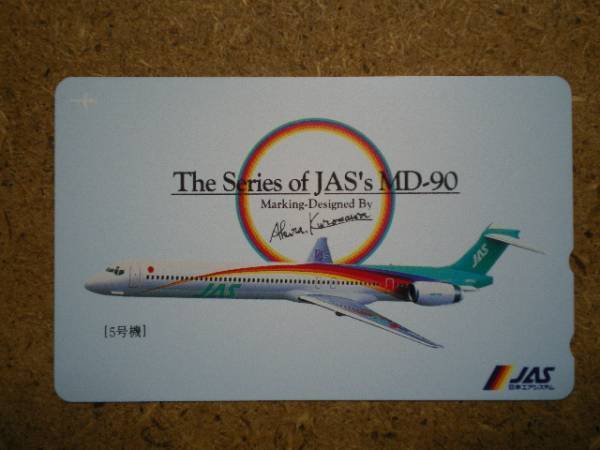 The Series of JAS's MD-90
Marking-Designed By
Akira. Kurosawa
JAS
JAS
[5号機]
JAS
日本エアシステム